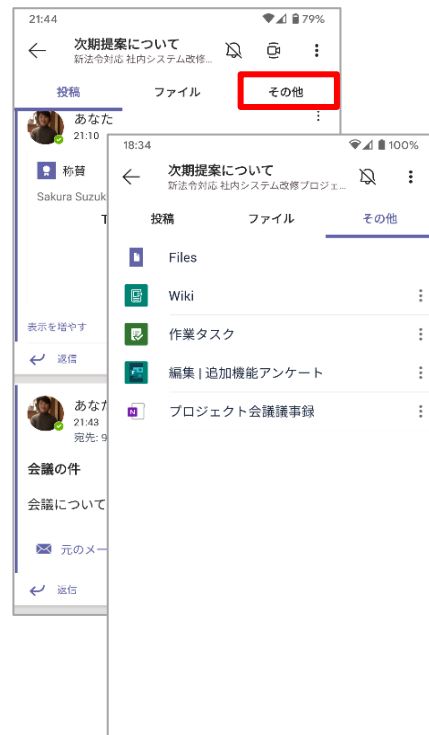 21:44
79%
次期提案について
新法令対応 社内システム改修…
投稿
ファイル
その他
あなた
21:10
称賛
Sakura Suzuk
T
表示を増やす
返信
あなた
21:43
宛先: 9
会議の件
会議について
元のメー
返信
18:34
100%
次期提案について
新法令対応 社内システム改修プロジェ…
投稿
ファイル
その他
Files
Wiki
作業タスク
編集 | 追加機能アンケート
プロジェクト会議議事録